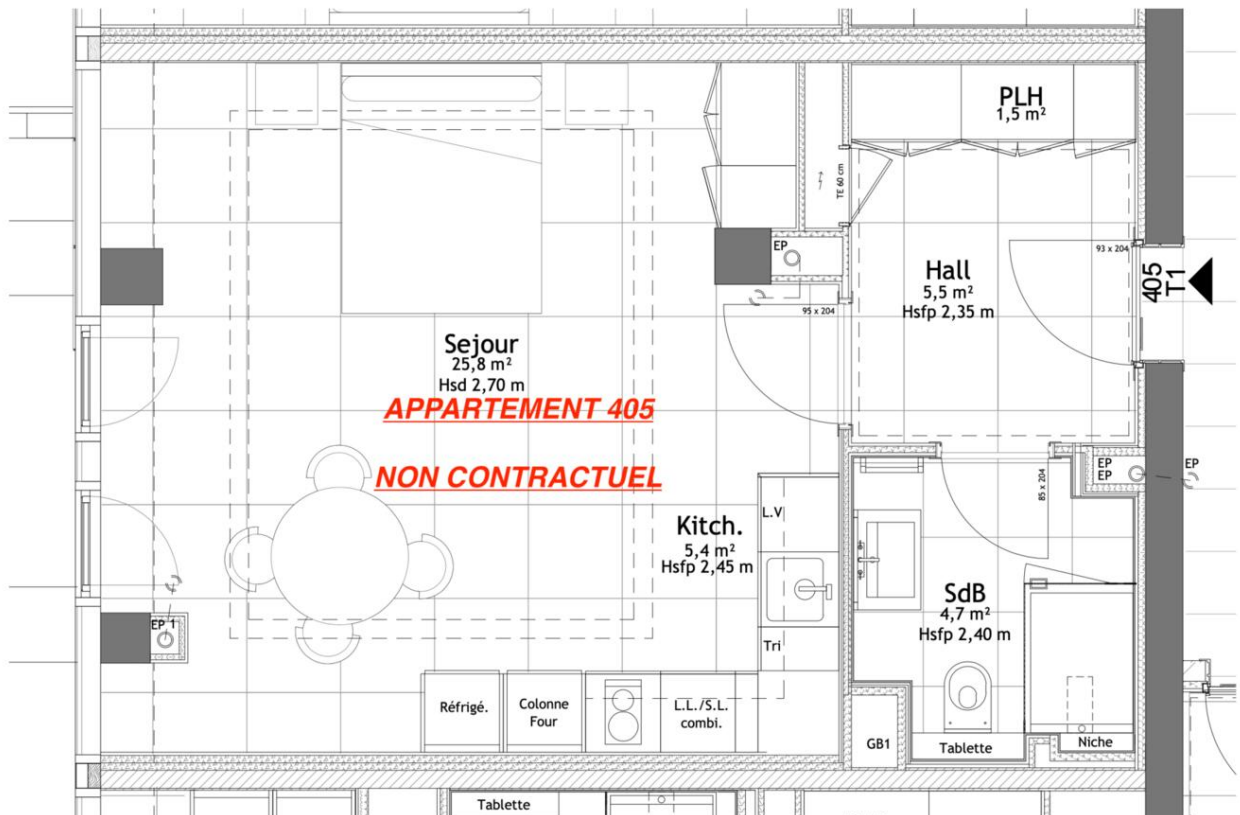 PLH
1,5 m²
TE 60 cm
EP
93 x 204
405
T1
Hall
5,5 m²
Hsfp 2,35 m
95 x 204
Sejour
25,8 m²
Hsd 2,70 m
APPARTEMENT 405
NON CONTRACTUEL
EP
EP
EP
85 x 204
L.V
Kitch.
5,4 m²
Hsfp 2,45 m
SdB
4,7 m²
Hsfp 2,40 m
EP 1
Tri
Réfrigé.
Colonne
Four
L.L./S.L.
combi.
GB1
Tablette
Niche
Tablette